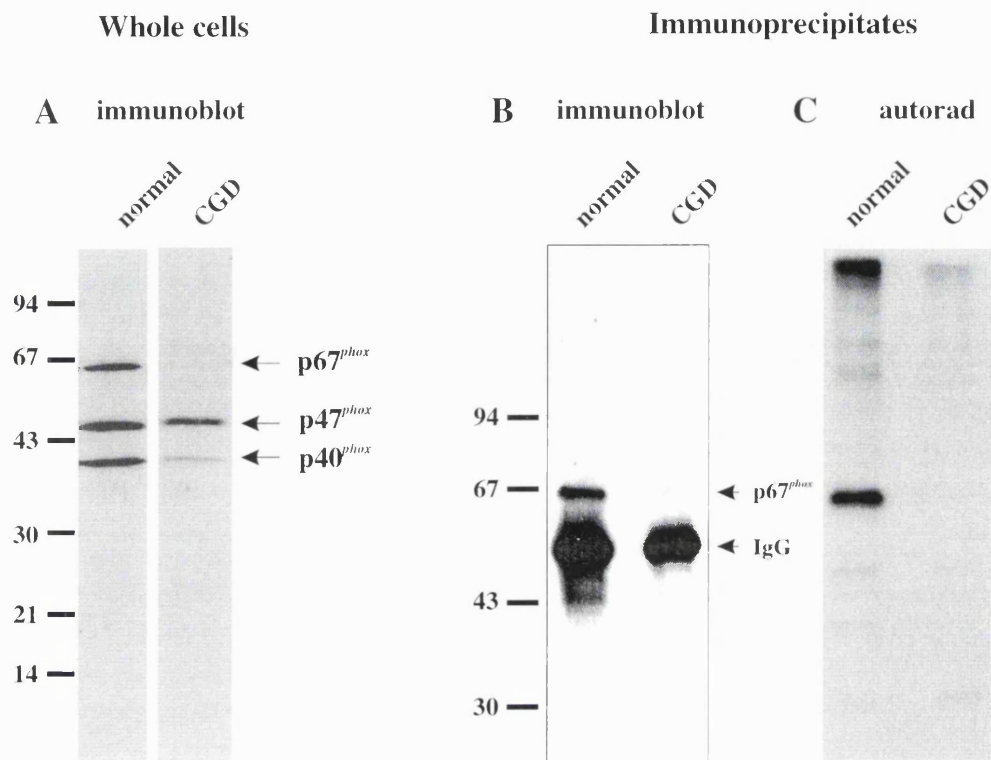 Whole cells
Immunoprecipitates
A immunoblot
B immunoblot
C autorad
normal CGD
normal CGD
normal CGD
94
67
43
30
21
14
p67phox
p47phox
p40phox
94
67
43
30
p67phox
IgG